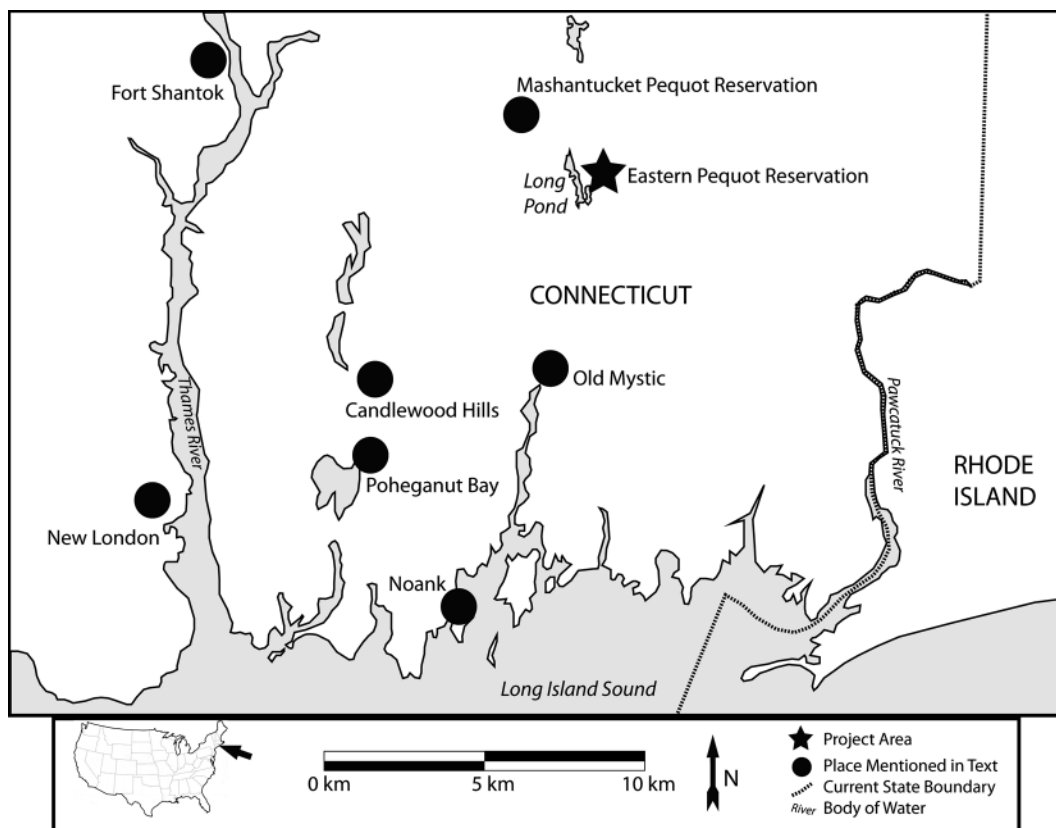 Fort Shantok
Mashantucket Pequot Reservation
Long
Pond
Eastern Pequot Reservation
CONNECTICUT
Thames River
Candlewood Hills
Old Mystic
Pawcatuck River
Poheganut Bay
RHODE
ISLAND
New London
Noank
Long Island Sound
0 km
5 km
10 km
N
Project Area
Place Mentioned in Text
Current State Boundary
River Body of Water